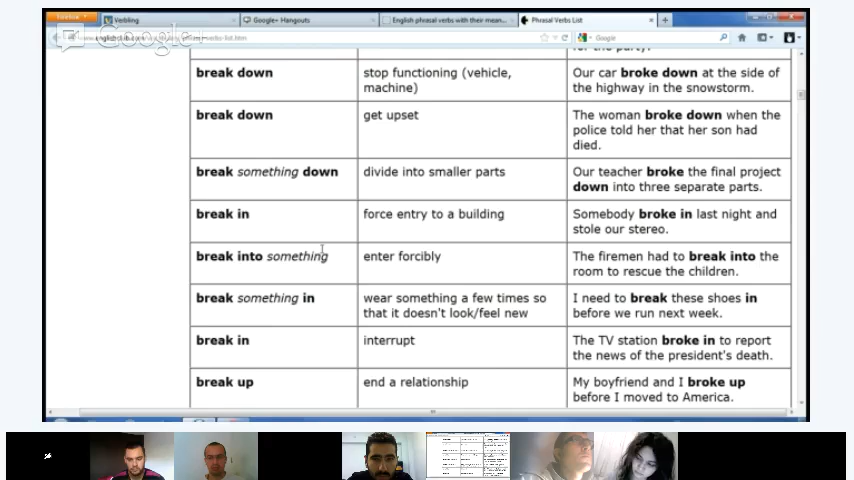 Firefox
Verbling
Google+ Hangouts
English phrasal verbs with their mean...
Phrasal Verbs List
Google+
Google
for the party.
break down
stop functioning (vehicle,
machine)
Our car broke down at the side of
the highway in the snowstorm.
break down
get upset
The woman broke down when the
police told her that her son had
died.
break something down
divide into smaller parts
Our teacher broke the final project
down into three separate parts.
break in
force entry to a building
Somebody broke in last night and
stole our stereo.
break into something
enter forcibly
The firemen had to break into the
room to rescue the children.
break something in
wear something a few times so
that it doesn't look/feel new
I need to break these shoes in
before we run next week.
break in
interrupt
The TV station broke in to report
the news of the president's death.
break up
end a relationship
My boyfriend and I broke up
before I moved to America.